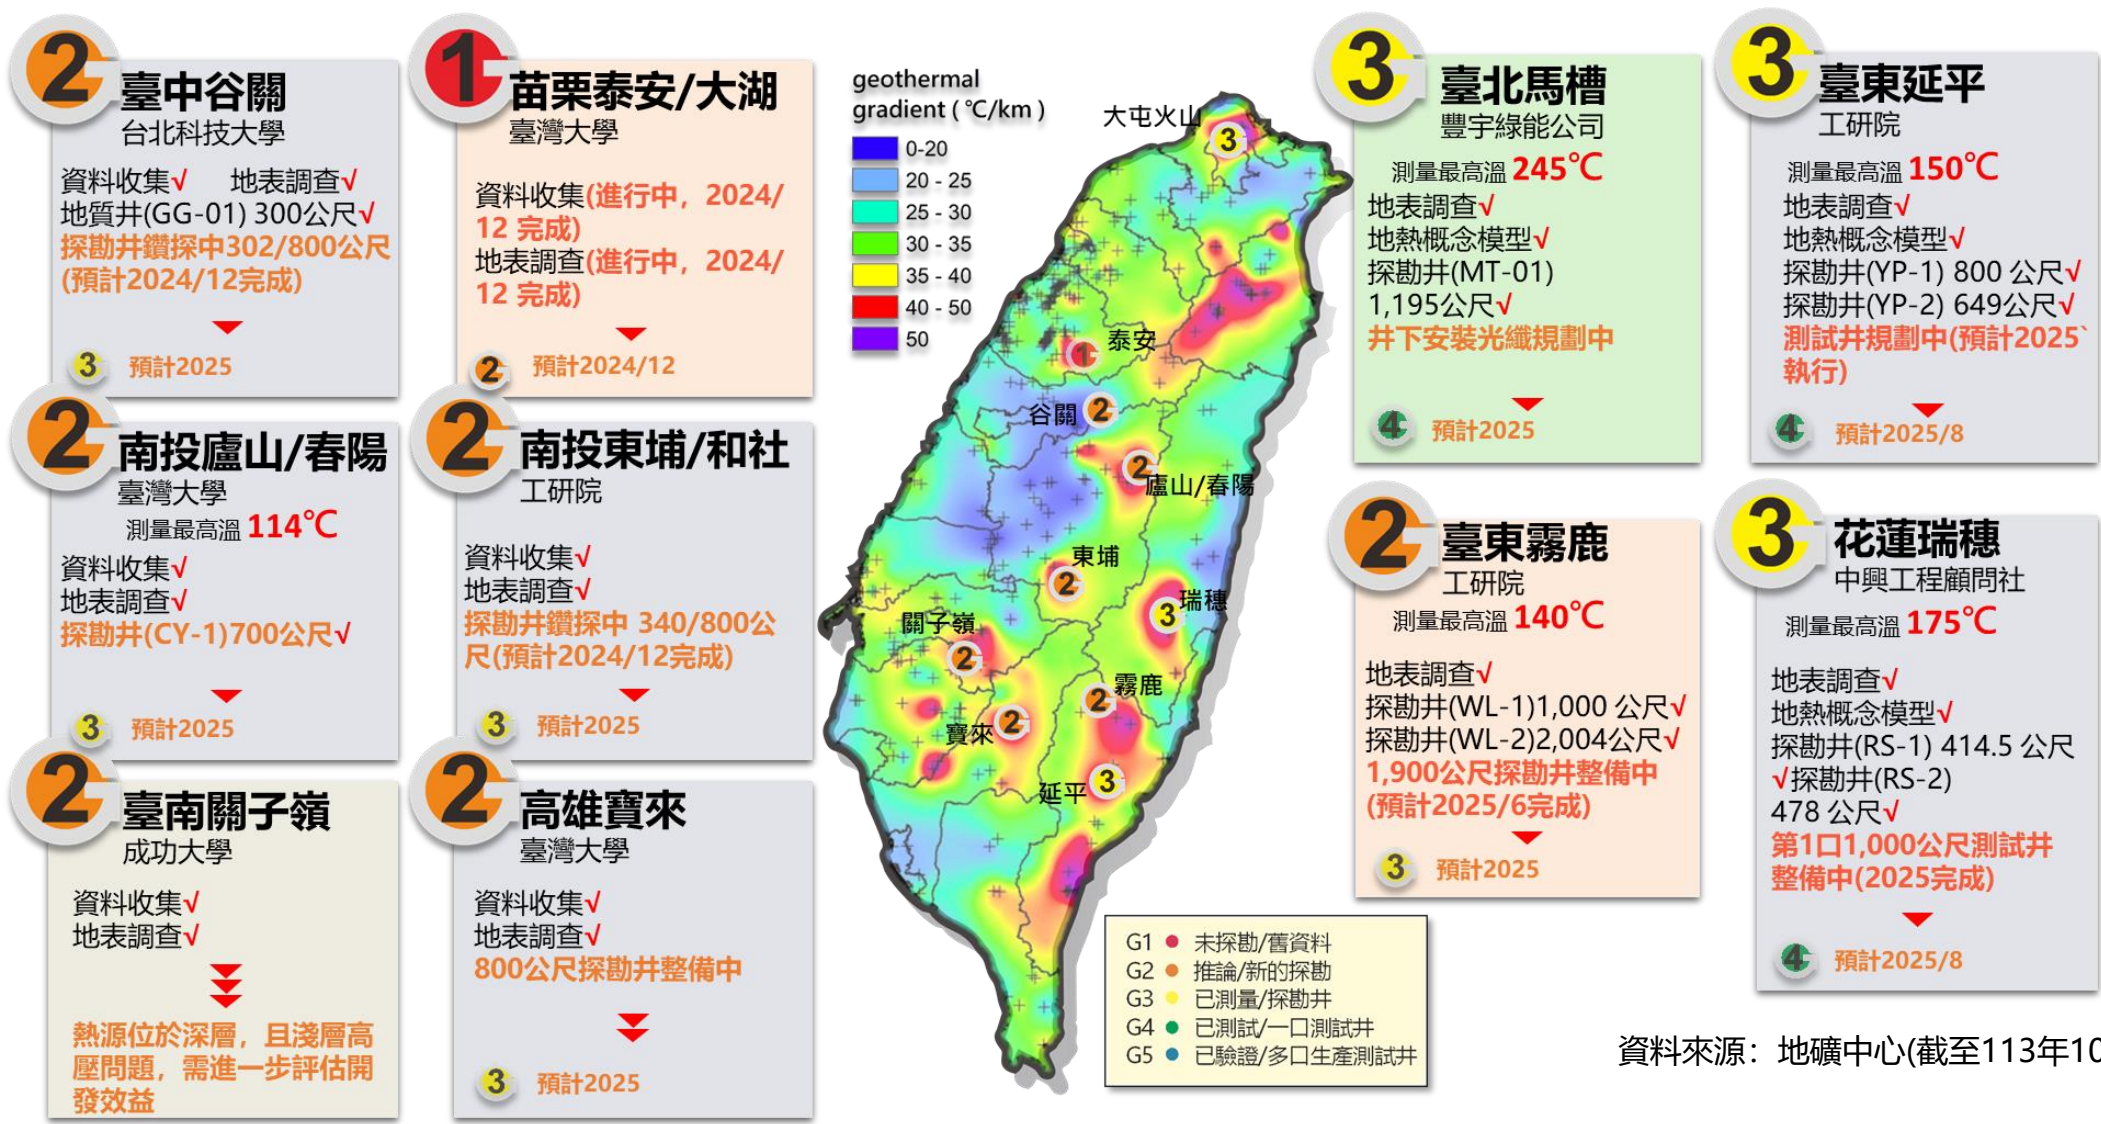 2
臺中谷關
台北科技大學
資料收集√ 地表調查√
地質井(GG-01) 300公尺√
探勘井鑽探中302/800公尺
(預計2024/12完成)
3 預計2025
1
苗栗泰安/大湖
臺灣大學
資料收集(進行中，2024/
12 完成)
地表調查(進行中，2024/
12 完成)
2 預計2024/12
2
南投廬山/春陽
臺灣大學
測量最高溫 114℃
資料收集√
地表調查√
探勘井(CY-1)700公尺√
3 預計2025
2
南投東埔/和社
工研院
資料收集√
地表調查√
探勘井鑽探中 340/800公
尺(預計2024/12完成)
3 預計2025
2
臺南關子嶺
成功大學
資料收集√
地表調查√
熱源位於深層，且淺層高
壓問題，需進一步評估開
發效益
2
高雄寶來
臺灣大學
資料收集√
地表調查√
800公尺探勘井整備中
3 預計2025
geothermal
gradient ( ℃/km )
0-20
20 - 25
25 - 30
30 - 35
35 - 40
40 - 50
50
大屯火山
3
泰安
1
谷關 2
2
廬山/春陽
東埔
2
瑞穗
3
關子嶺
2
霧鹿
2
寶來 2
延平 3
G1 ● 未探勘/舊資料
G2 ● 推論/新的探勘
G3 ● 已測量/探勘井
G4 ● 已測試/一口測試井
G5 ● 已驗證/多口生產測試井
3
臺北馬槽
豐宇綠能公司
測量最高溫 245℃
地表調查√
地熱概念模型√
探勘井(MT-01)
1,195公尺√
井下安裝光纖規劃中
4 預計2025
3
臺東延平
工研院
測量最高溫 150℃
地表調查√
地熱概念模型√
探勘井(YP-1) 800 公尺√
探勘井(YP-2) 649公尺√
測試井規劃中(預計2025`
執行)
4 預計2025/8
2
臺東霧鹿
工研院
測量最高溫 140℃
地表調查√
探勘井(WL-1)1,000 公尺√
探勘井(WL-2)2,004公尺√
1,900公尺探勘井整備中
(預計2025/6完成)
3 預計2025
3
花蓮瑞穗
中興工程顧問社
測量最高溫 175℃
地表調查√
地熱概念模型√
探勘井(RS-1) 414.5 公尺
√探勘井(RS-2)
478 公尺√
第1口1,000公尺測試井
整備中(2025完成)
4 預計2025/8
資料來源：地礦中心(截至113年10